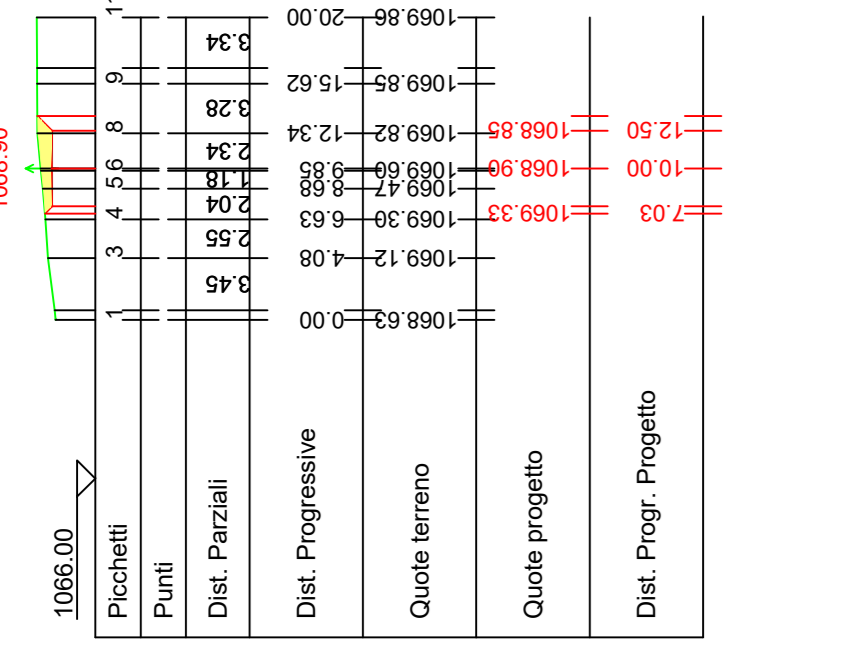 1068.90
1066.00
Picchetti 1 3 4 5 6 8 9
Punti
Dist. Parziali 3.45 2.55 2.04 1.18 2.34 3.28 3.34
Dist. Progressive 0.00 4.08 6.63 8.68 9.85 12.34 15.62 20.00
Quote terreno 1068.63 1069.12 1069.30 1069.47 1069.60 1069.82 1069.85 1069.86
Quote progetto 1069.33 1068.90 1068.85
Dist. Progr. Progetto 7.03 10.00 12.50